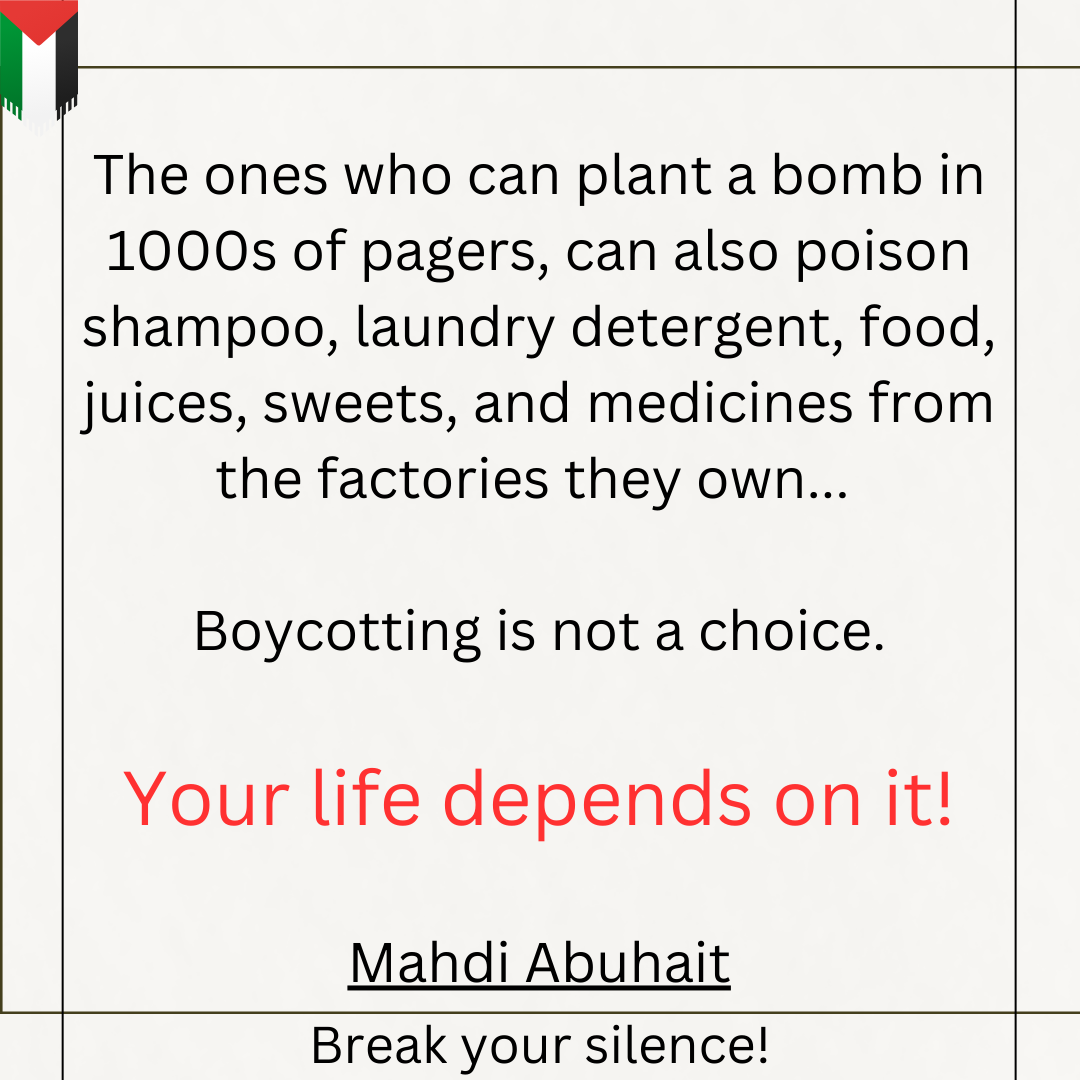 The ones who can plant a bomb in
1000s of pagers, can also poison
shampoo, laundry detergent, food,
juices, sweets, and medicines from
the factories they own...
Boycotting is not a choice.
Your life depends on it!
Mahdi Abuhait
Break your silence!